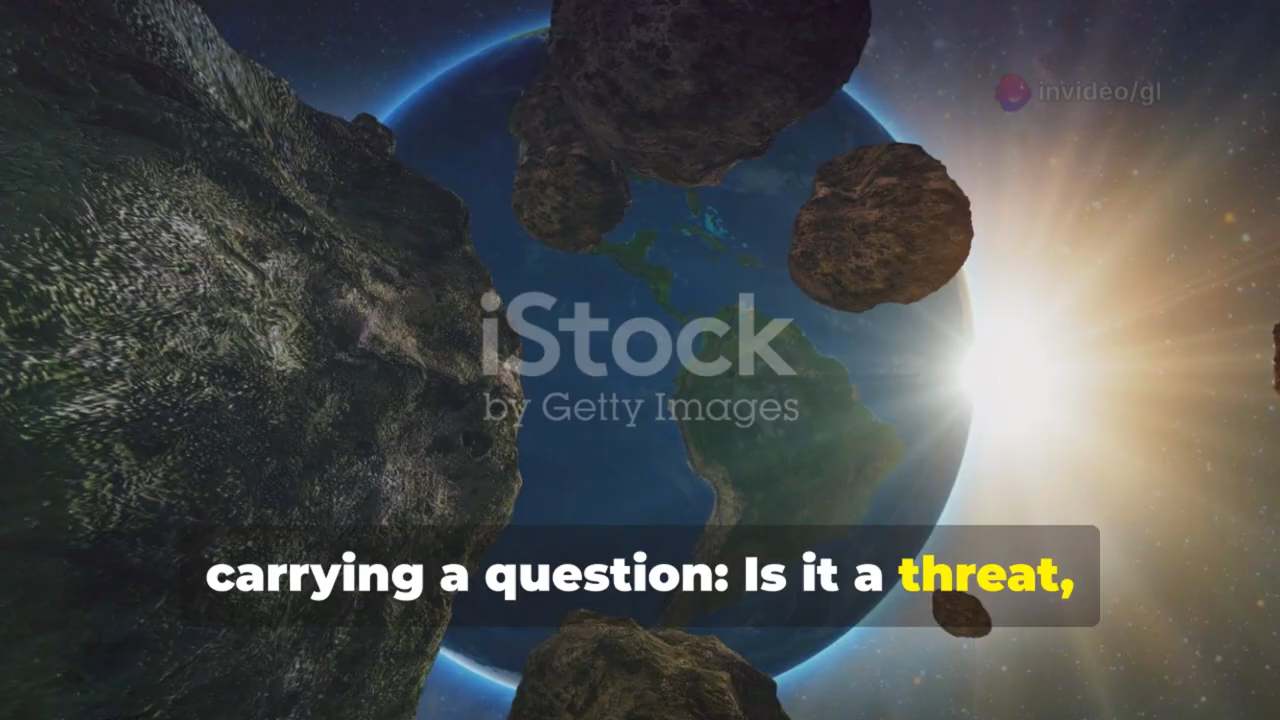 invideo/gl
iStock
by Getty Images
carrying a question: Is it a threat,